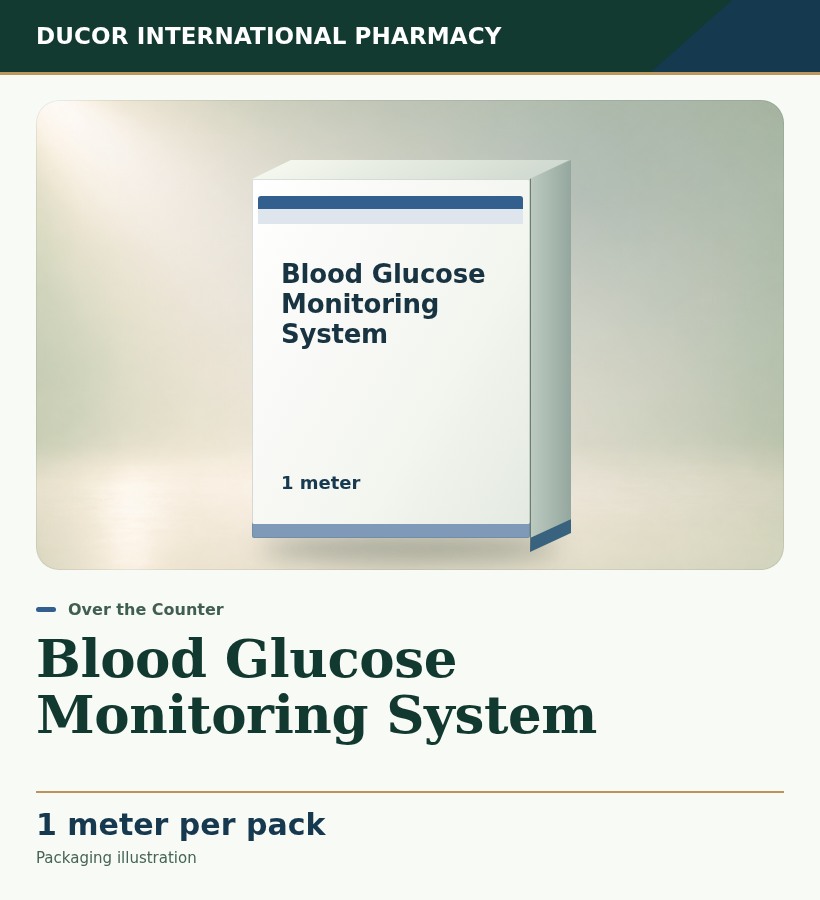 DUCOR INTERNATIONAL PHARMACY
Blood Glucose
Monitoring
System
1 meter
Over the Counter
Blood Glucose
Monitoring System
1 meter per pack
Packaging illustration